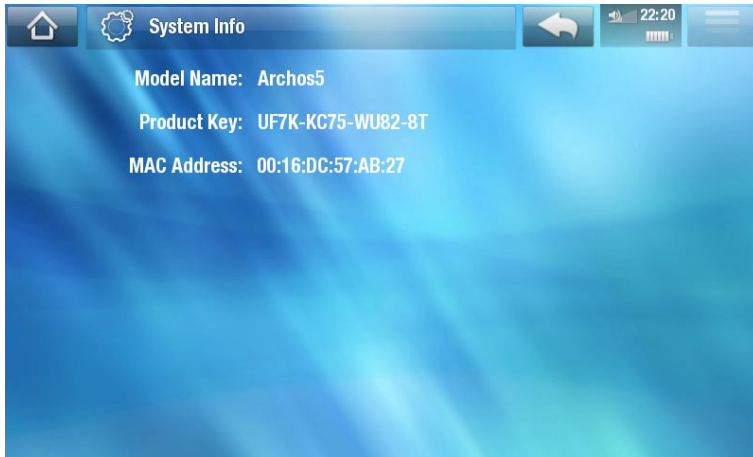 System Info
22:20
Model Name: Archos5
Product Key: UF7K-KC75-WU82-8T
MAC Address: 00:16:DC:57:AB:27